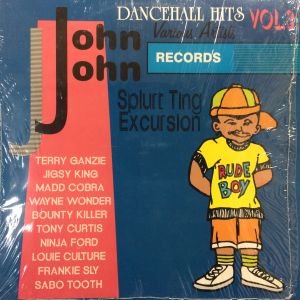 DANCEHALL HITS VOL.3
Various Artists
John
John
RECORDS
Splurt Ting
Excursion
TERRY GANZIE
JIGSY KING
MADD COBRA
WAYNE WONDER
BOUNTY KILLER
TONY CURTIS
NINJA FORD
LOUIE CULTURE
FRANKIE SLY
SABO TOOTH
RUDE
BOY